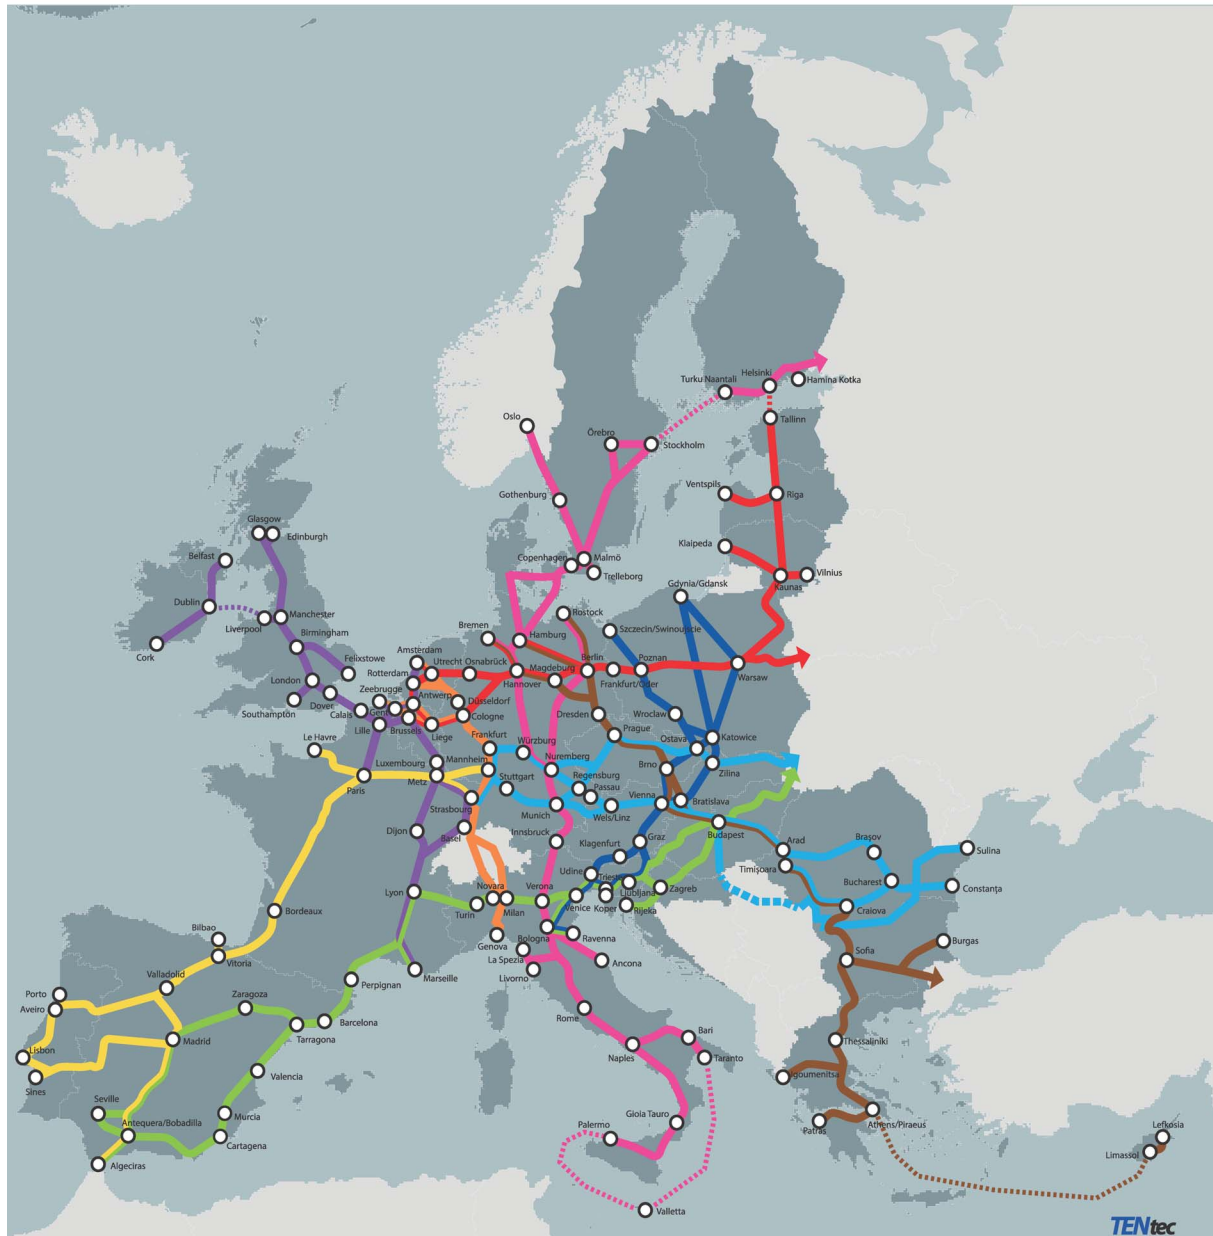 Helsinki
Turku Naantali
Hamina Kotka
Tallinn
Oslo
Örebro
Stockholm
Ventspils
Riga
Gothenburg
Glasgow
Edinburgh
Klaipeda
Belfast
Copenhagen
Malmö
Trelleborg
Vilnius
Kaunas
Gdynia/Gdansk
Dublin
Rostock
Manchester
Liverpool
Szczecin/Swinoujscie
Bremen
Hamburg
Birmingham
Cork
Felixstowe
Amsterdam
Utrecht
Osnabrück
Magdeburg
Berlin
Poznan
Warsaw
London
Rotterdam
Hannover
Frankfurt/Oder
Zeebrugge
Antwerp
Düsseldorf
Southampton
Dover
Calais
Gent
Cologne
Dresden
Wroclaw
Lille
Brussels
Liege
Frankfurt
Prague
Katowice
Le Havre
Würzburg
Ostava
Luxembourg
Mannheim
Nuremberg
Brno
Zilina
Paris
Metz
Stuttgart
Regensburg
Passau
Strasbourg
Munich
Wels/Linz
Vienna
Bratislava
Dijon
Basel
Innsbruck
Graz
Budapest
Klagenfurt
Arad
Braşov
Sulina
Udine
Trieste
Timişoara
Lyon
Novara
Verona
Ljubljana
Zagreb
Bucharest
Constanţa
Turin
Milan
Venice
Koper
Rijeka
Craiova
Bordeaux
Bilbao
Genova
Bologna
Ravenna
Vitoria
La Spezia
Ancona
Sofia
Burgas
Livorno
Marseille
Valladolid
Perpignan
Porto
Zaragoza
Aveiro
Barcelona
Rome
Tarragona
Madrid
Bari
Lisbon
Naples
Taranto
Thessaliniki
Valencia
Sines
Igoumenitsa
Seville
Murcia
Antequera/Bobadilla
Gioia Tauro
Palermo
Athens/Piraeus
Patras
Lefkosia
Cartagena
Limassol
Algeciras
Valletta
TENtec